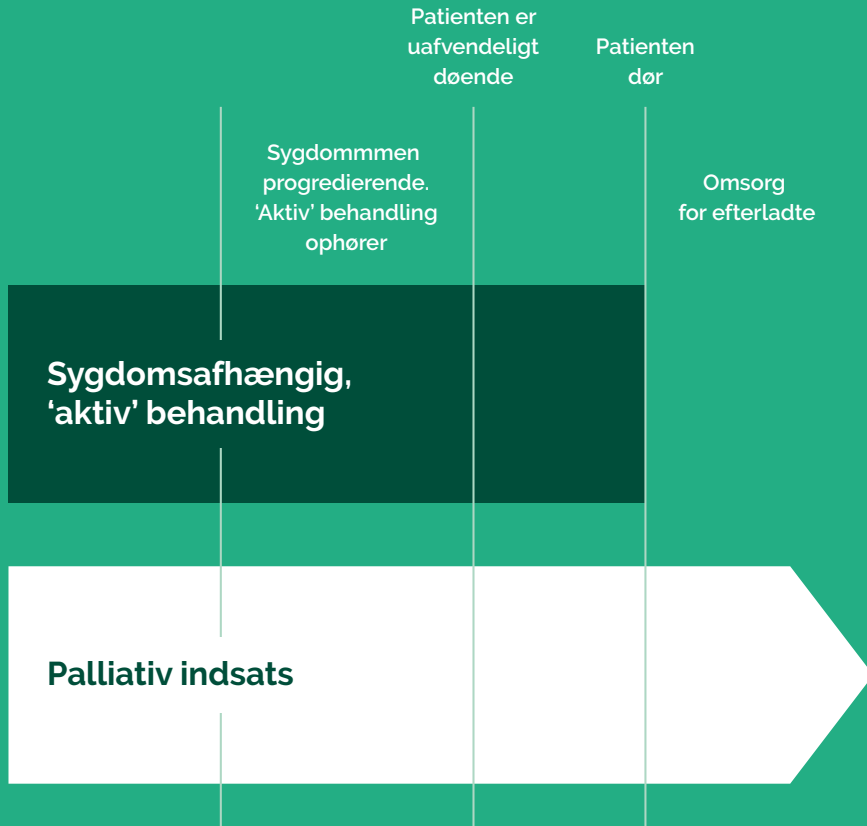 Patienten er
uafvendeligt
døende
Patienten
dør
Sygdommmen
progredierende.
‘Aktiv’ behandling
ophører
Omsorg
for efterladte
Sygdomsafhængig,
‘aktiv’ behandling
Palliativ indsats